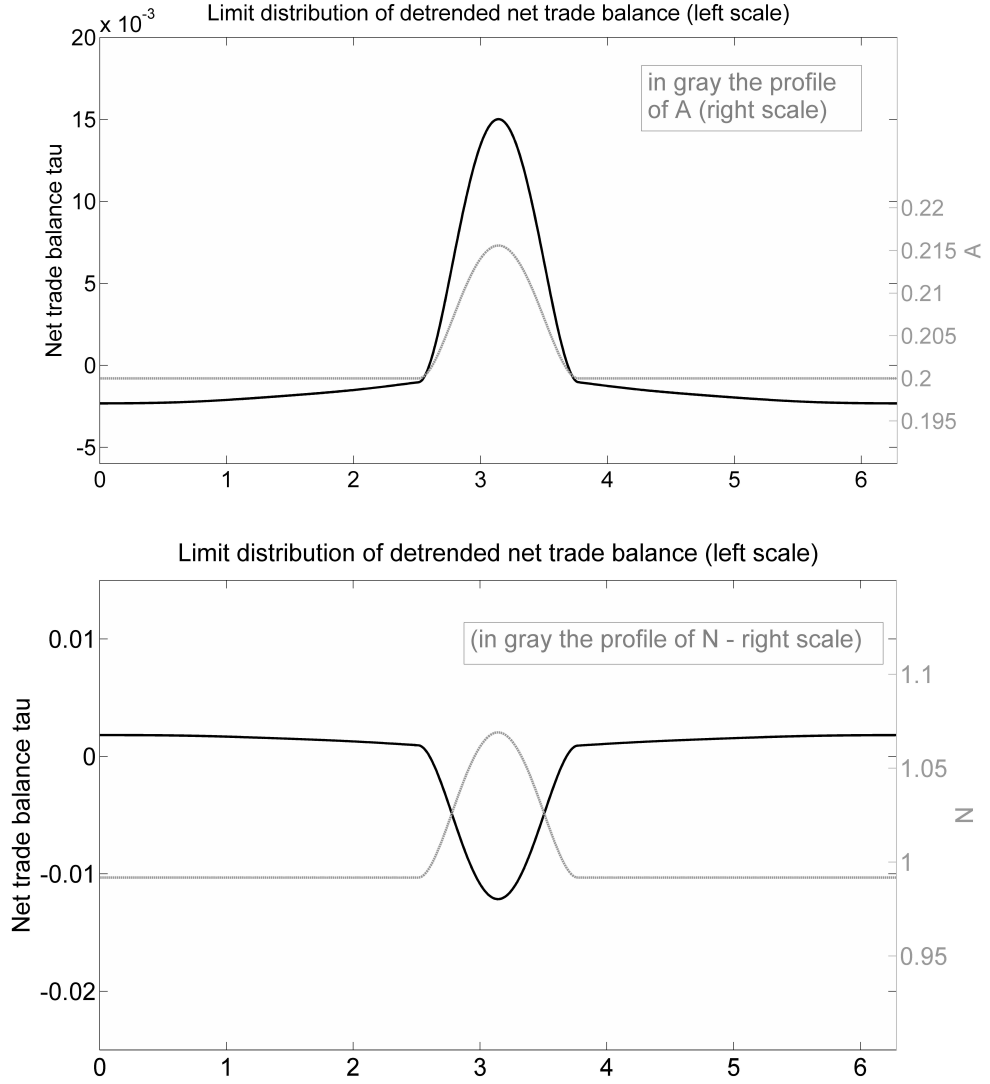 Limit distribution of detrended net trade balance (left scale)
x 10-3
20
15
10
5
0
-5
Net trade balance tau
in gray the profile
of A (right scale)
0.22
0.215
0.21
0.205
0.2
0.195
A
0 1 2 3 4 5 6
Limit distribution of detrended net trade balance (left scale)
0.01
0
-0.01
-0.02
Net trade balance tau
(in gray the profile of N - right scale)
1.1
1.05
1
0.95
N
0 1 2 3 4 5 6